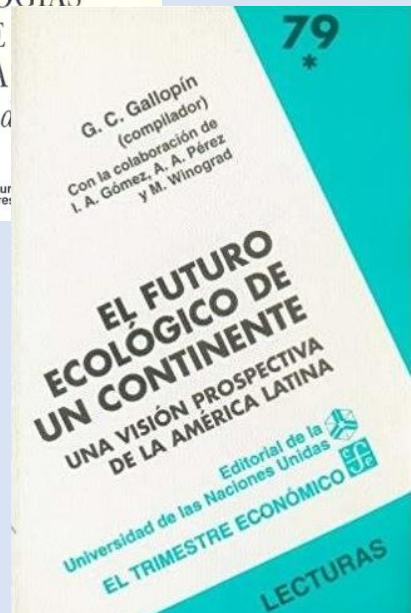 79
*
G. C. Gallopín
(compilador)
Con la colaboración de
I. A. Gómez, A. A. Pérez
y M. Winograd
EL FUTURO
ECOLÓGICO DE
UN CONTINENTE
UNA VISIÓN PROSPECTIVA
DE LA AMÉRICA LATINA
Editorial de la
Universidad de las Naciones Unidas
cfe
EL TRIMESTRE ECONÓMICO
LECTURAS